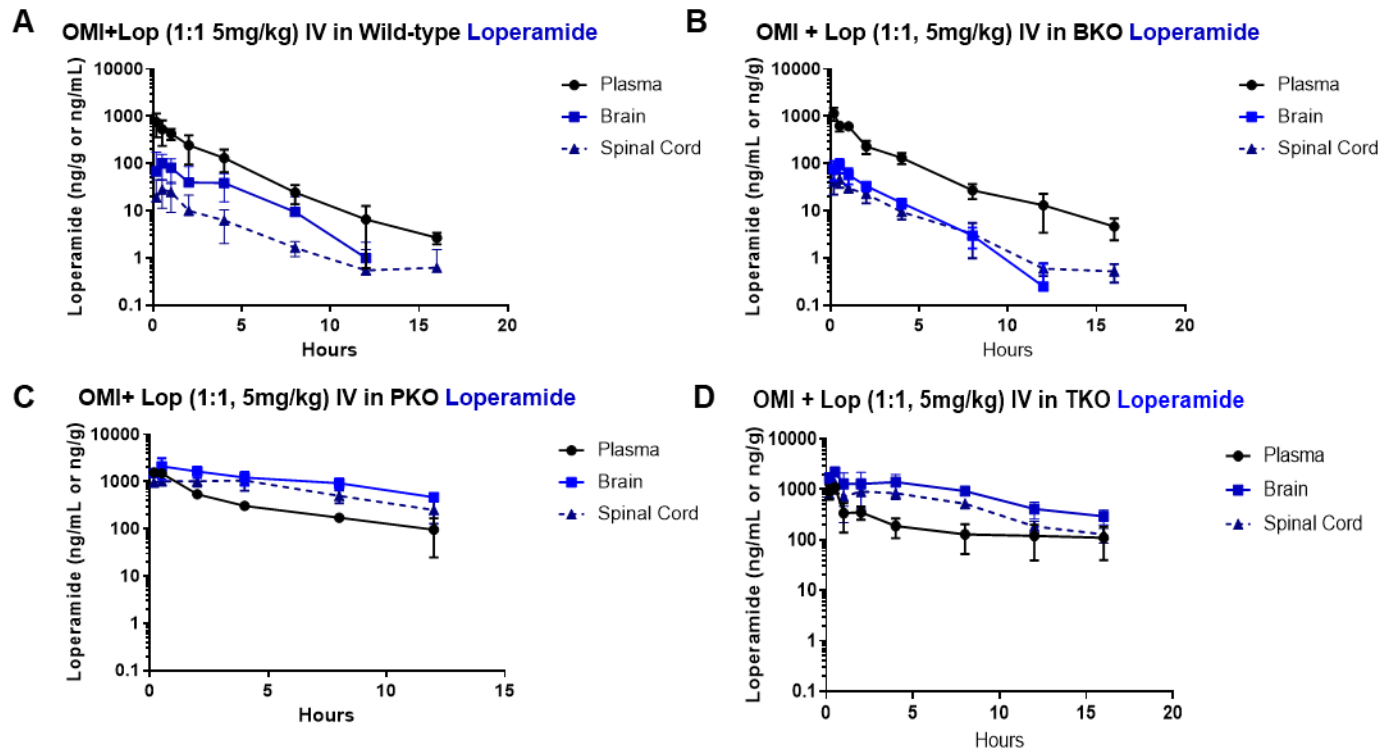 A
OMI+Lop (1:1 5mg/kg) IV in Wild-type Loperamide
Loperamide (ng/g or ng/mL)
10000
1000
100
10
1
0.1
0
5
10
15
20
Hours
Plasma
Brain
Spinal Cord
B
OMI + Lop (1:1, 5mg/kg) IV in BKO Loperamide
Loperamide (ng/mL or ng/g)
10000
1000
100
10
1
0.1
0
5
10
15
20
Hours
Plasma
Brain
Spinal Cord
C
OMI+ Lop (1:1, 5mg/kg) IV in PKO Loperamide
Loperamide (ng/mL or ng/g)
10000
1000
100
10
1
0.1
0
5
10
15
Hours
Plasma
Brain
Spinal Cord
D
OMI + Lop (1:1, 5mg/kg) IV in TKO Loperamide
Loperamide (ng/mL or ng/g)
10000
1000
100
10
1
0.1
0
5
10
15
20
Hours
Plasma
Brain
Spinal Cord